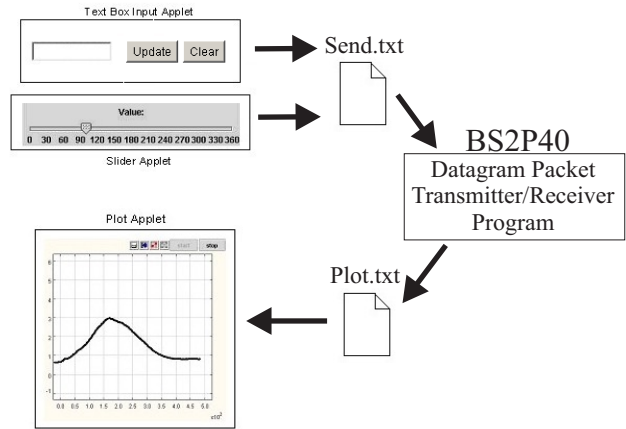 Text Box Input Applet
Update Clear
Send.txt
Value:
0 30 60 90 120 150 180 210 240 270 300 330 360
Slider Applet
BS2P40
Datagram Packet
Transmitter/Receiver
Program
Plot Applet
start stop
Plot.txt
6
5
4
3
2
1
0
-1
0.0 0.5 1.0 1.5 2.0 2.5 3.0 3.5 4.0 4.5 5.0
x10²